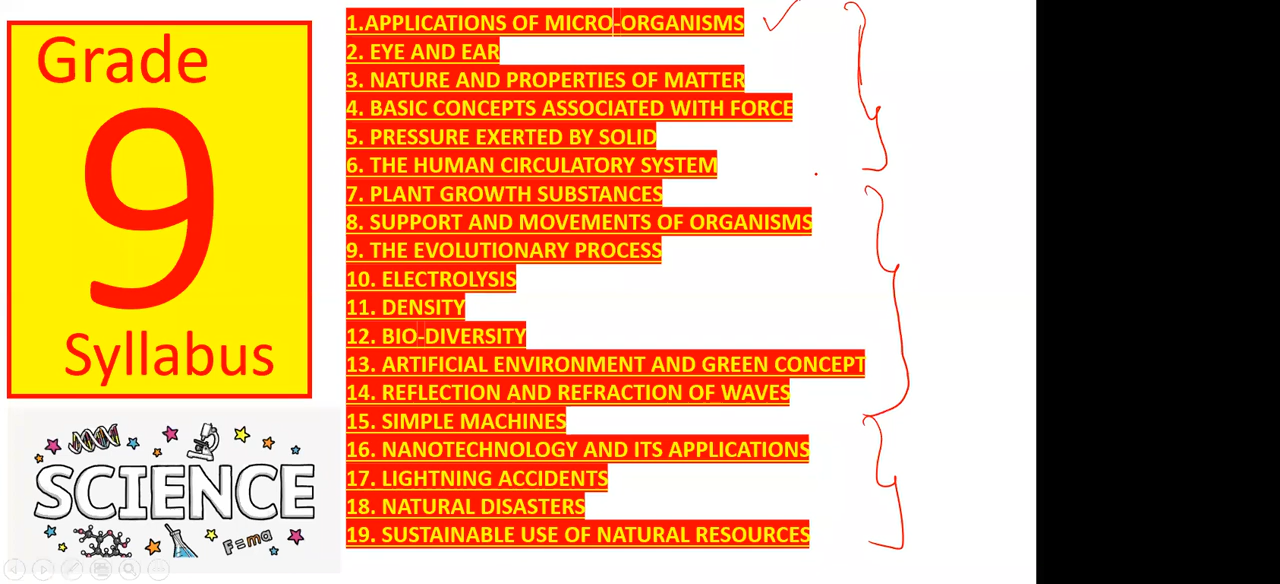 Grade
9
Syllabus
SCIENCE
F=ma
1.APPLICATIONS OF MICRO-ORGANISMS
2. EYE AND EAR
3. NATURE AND PROPERTIES OF MATTER
4. BASIC CONCEPTS ASSOCIATED WITH FORCE
5. PRESSURE EXERTED BY SOLID
6. THE HUMAN CIRCULATORY SYSTEM
7. PLANT GROWTH SUBSTANCES
8. SUPPORT AND MOVEMENTS OF ORGANISMS
9. THE EVOLUTIONARY PROCESS
10. ELECTROLYSIS
11. DENSITY
12. BIO-DIVERSITY
13. ARTIFICIAL ENVIRONMENT AND GREEN CONCEPT
14. REFLECTION AND REFRACTION OF WAVES
15. SIMPLE MACHINES
16. NANOTECHNOLOGY AND ITS APPLICATIONS
17. LIGHTNING ACCIDENTS
18. NATURAL DISASTERS
19. SUSTAINABLE USE OF NATURAL RESOURCES